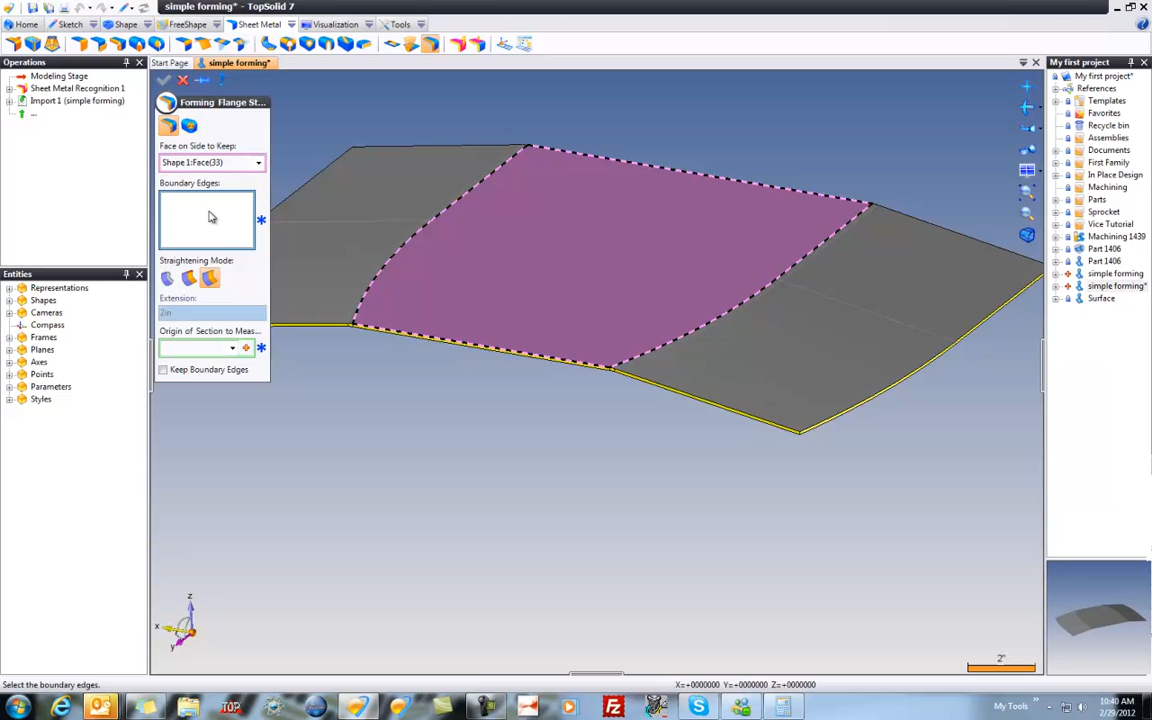 simple forming* - TopSolid 7
Home
Sketch
Shape
FreeShape
Sheet Metal
Visualization
Tools
Operations
Modeling Stage
Sheet Metal Recognition 1
Import 1 (simple forming)
...
Entities
Representations
Shapes
Cameras
Compass
Frames
Planes
Axes
Points
Parameters
Styles
Start Page
simple forming*
Forming Flange St...
Face on Side to Keep:
Shape 1:Face(33)
Boundary Edges:
Straightening Mode:
Extension:
2in
Origin of Section to Meas...
Keep Boundary Edges
z
x
y
2"
My first project
My first project*
References
Templates
Favorites
Recycle bin
Assemblies
Documents
First Family
In Place Design
Machining
Parts
Sprocket
Vice Tutorial
Machining 1439
Part 1406
Part 1406
simple forming
simple forming*
Surface
Select the boundary edges.
X=+0000000 Y=+0000000 Z=+0000000
TOP
My Tools
10:40 AM
2/29/2012